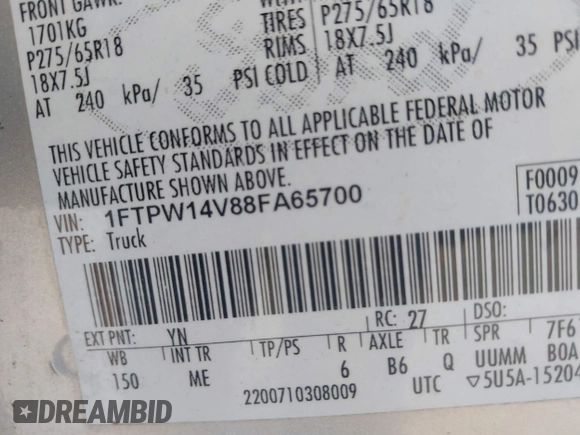 FRONT GAWR:
1701KG
P275/65R18 TIRES P275/65R18
18X7.5J RIMS 18X7.5J
AT 240 kPa/ 35 PSI COLD AT 240 kPa/ 35 PSI
THIS VEHICLE CONFORMS TO ALL APPLICABLE FEDERAL MOTOR
VEHICLE SAFETY STANDARDS IN EFFECT ON THE DATE OF
MANUFACTURE SHOWN ABOVE.
VIN: 1FTPW14V88FA65700 F0009
TYPE: Truck T0630
EXT PNT: YN RC: 27 DSO:
WB INT TR TP/PS R AXLE TR SPR 7F6
150 ME 6 B6 Q UUMM B0A
2200710308009 UTC ▽5U5A-15204
DREAMBID